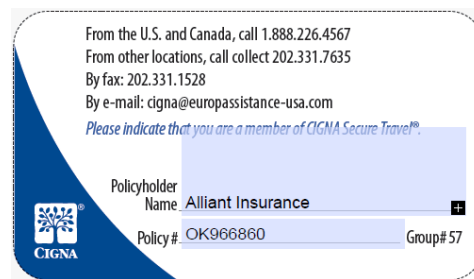 From the U.S. and Canada, call 1.888.226.4567
From other locations, call collect 202.331.7635
By fax: 202.331.1528
By e-mail: cigna@europassistance-usa.com
Please indicate that you are a member of CIGNA Secure Travel®.
Policyholder
Name Alliant Insurance
Policy # OK966860 Group# 57
®
CIGNA